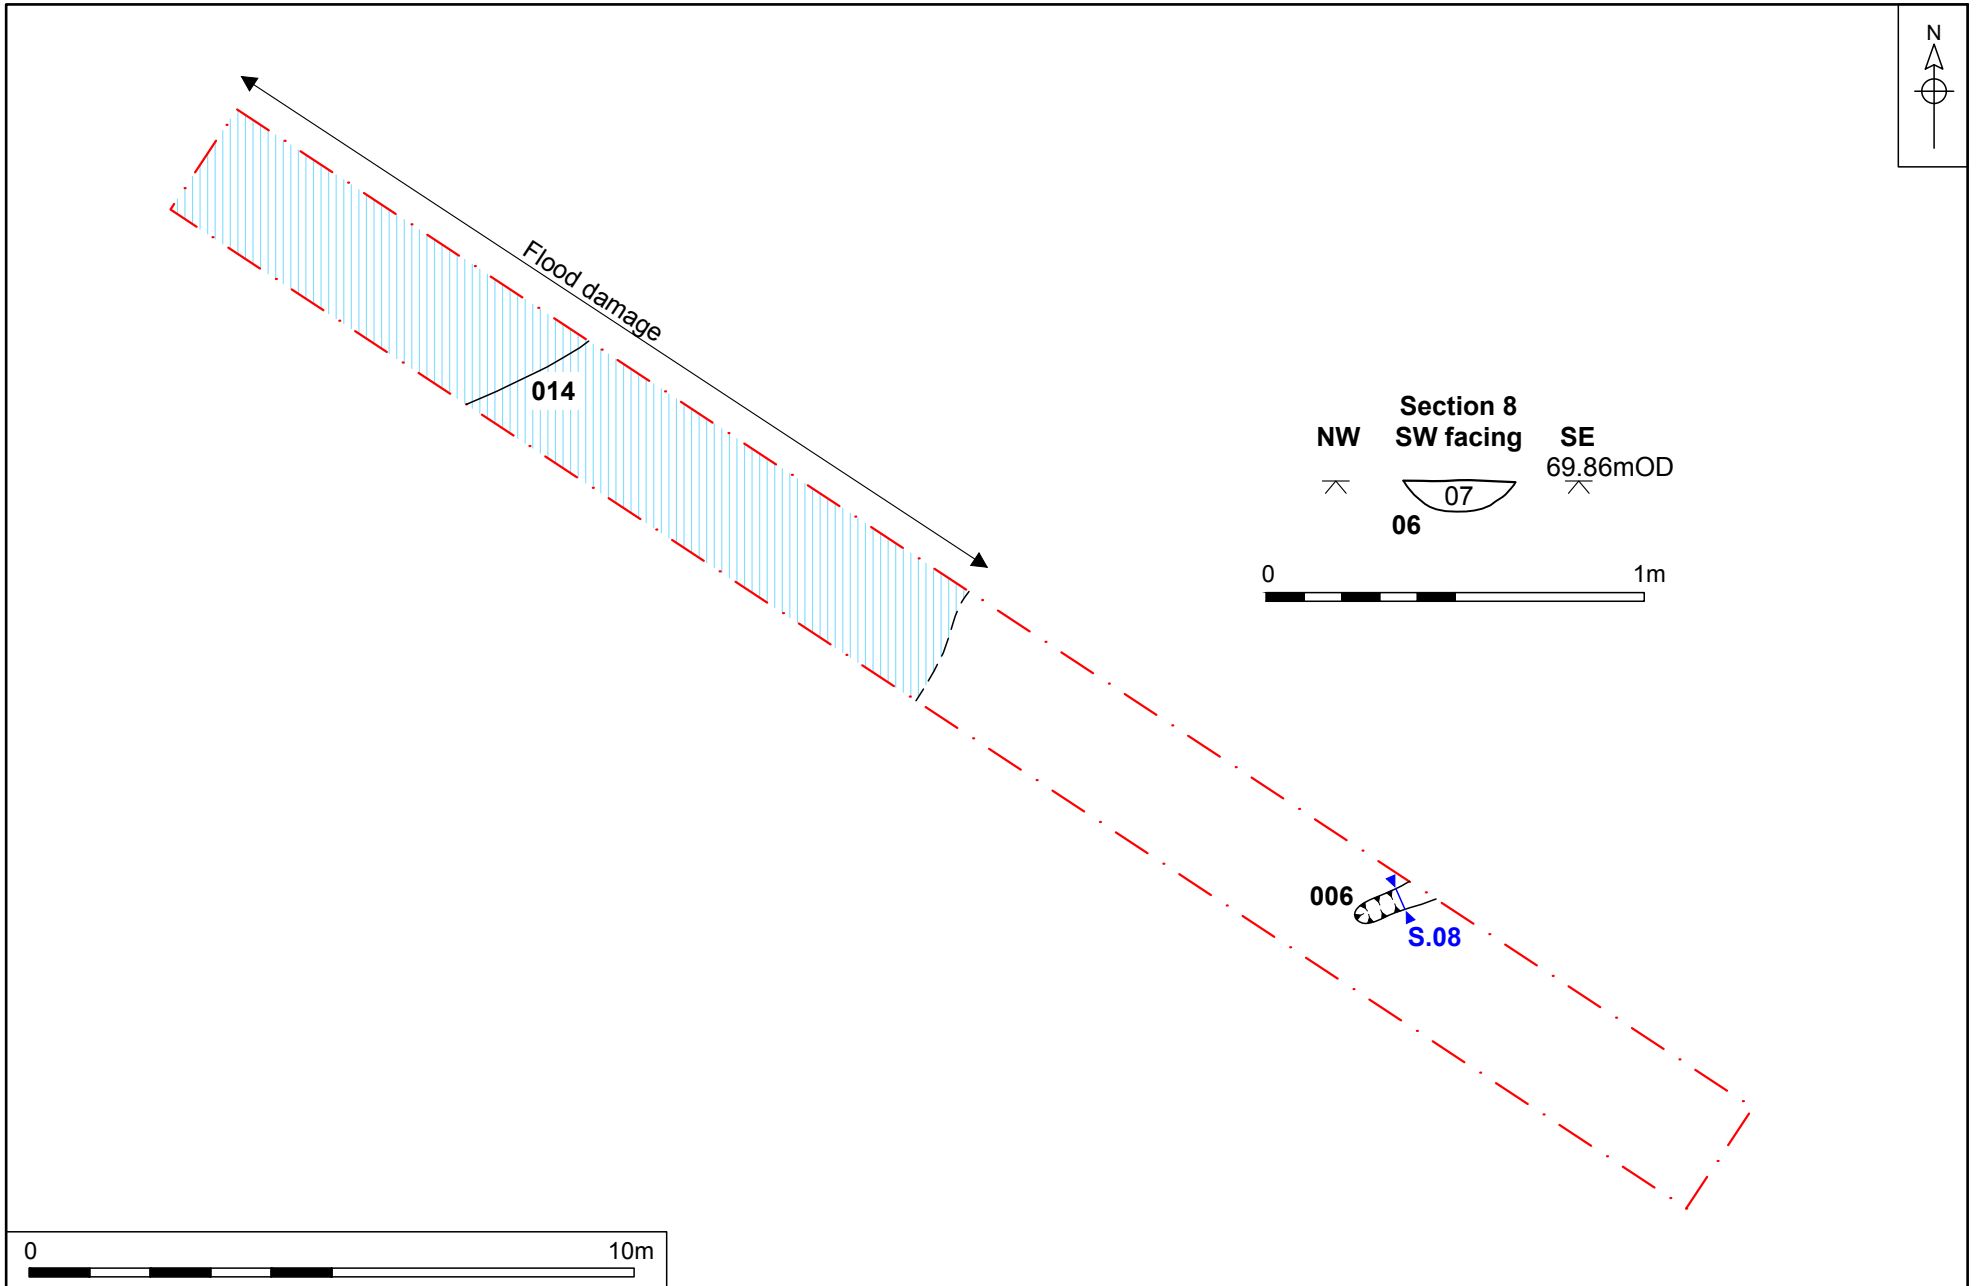 N
Flood damage
014
Section 8
NW SW facing SE
69.86mOD
07
06
0 1m
006
S.08
0 10m